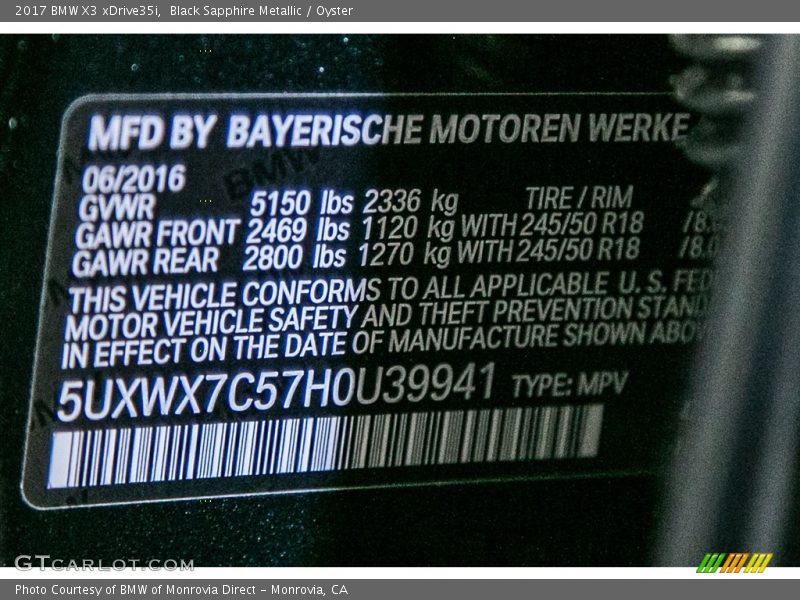 2017 BMW X3 xDrive35i, Black Sapphire Metallic / Oyster
MFD BY BAYERISCHE MOTOREN WERKE
06/2016
GVWR 5150 lbs 2336 kg TIRE / RIM
GAWR FRONT 2469 lbs 1120 kg WITH 245/50 R18
GAWR REAR 2800 lbs 1270 kg WITH 245/50 R18
THIS VEHICLE CONFORMS TO ALL APPLICABLE U.S. FED
MOTOR VEHICLE SAFETY AND THEFT PREVENTION STAND
IN EFFECT ON THE DATE OF MANUFACTURE SHOWN ABOV
5UXWX7C57H0U39941 TYPE: MPV
GTCARLOT.COM
Photo Courtesy of BMW of Monrovia Direct - Monrovia, CA